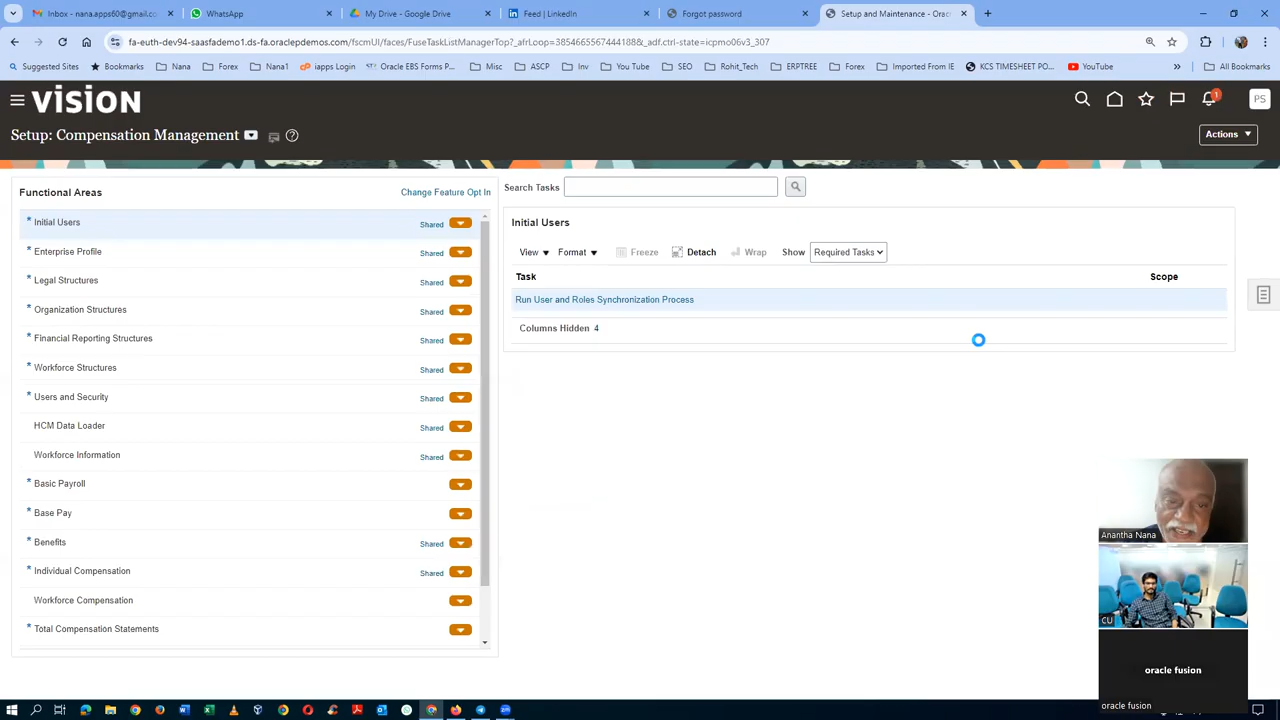 Inbox - nana.apps60@gmail.co
WhatsApp
My Drive - Google Drive
Feed | LinkedIn
Forgot password
Setup and Maintenance - Orac
fa-euth-dev94-saasfademo1.ds-fa.oraclepdemos.com/fscmUI/faces/FuseTaskListManagerTop?_afrLoop=3854665567444188&_adf.ctrl-state=icpmo06v3_307
Suggested Sites
Bookmarks
Nana
Forex
Nana1
iapps Login
Oracle EBS Forms P...
Misc
ASCP
Inv
You Tube
SEO
Rohit_Tech
ERPTREE
Forex
Imported From IE
KCS TIMESHEET PO...
YouTube
All Bookmarks
VISION
1
PS
Setup: Compensation Management
Actions
Functional Areas
Change Feature Opt In
Search Tasks
* Initial Users Shared
* Enterprise Profile Shared
* Legal Structures Shared
* Organization Structures Shared
* Financial Reporting Structures Shared
* Workforce Structures Shared
* Users and Security Shared
HCM Data Loader Shared
Workforce Information Shared
* Basic Payroll
* Base Pay
* Benefits Shared
* Individual Compensation Shared
Workforce Compensation
* Total Compensation Statements
Initial Users
View Format Freeze Detach Wrap Show Required Tasks
Task Scope
Run User and Roles Synchronization Process
Columns Hidden 4
Anantha Nana
CU
oracle fusion
oracle fusion